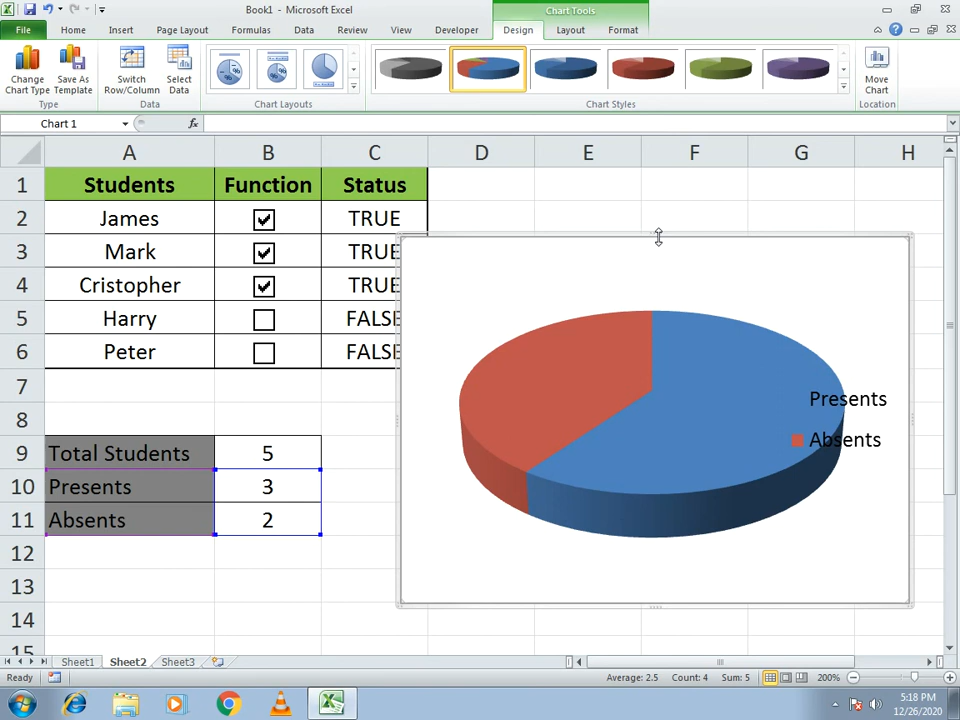 Book1 - Microsoft Excel
Chart Tools
File Home Insert Page Layout Formulas Data Review View Developer Design Layout Format
Change Chart Type
Save As Template
Switch Row/Column
Select Data
Move Chart
Type Data Chart Layouts Chart Styles Location
Chart 1 fx
A B C D E F G H
1 Students Function Status
2 James TRUE
3 Mark TRUE
4 Cristopher TRUE
5 Harry FALSE
6 Peter FALSE
7
8
9 Total Students 5
10 Presents 3
11 Absents 2
12
13
14
15
Presents
Absents
Sheet1 Sheet2 Sheet3
Ready Average: 2.5 Count: 4 Sum: 5 200%
5:18 PM
12/26/2020